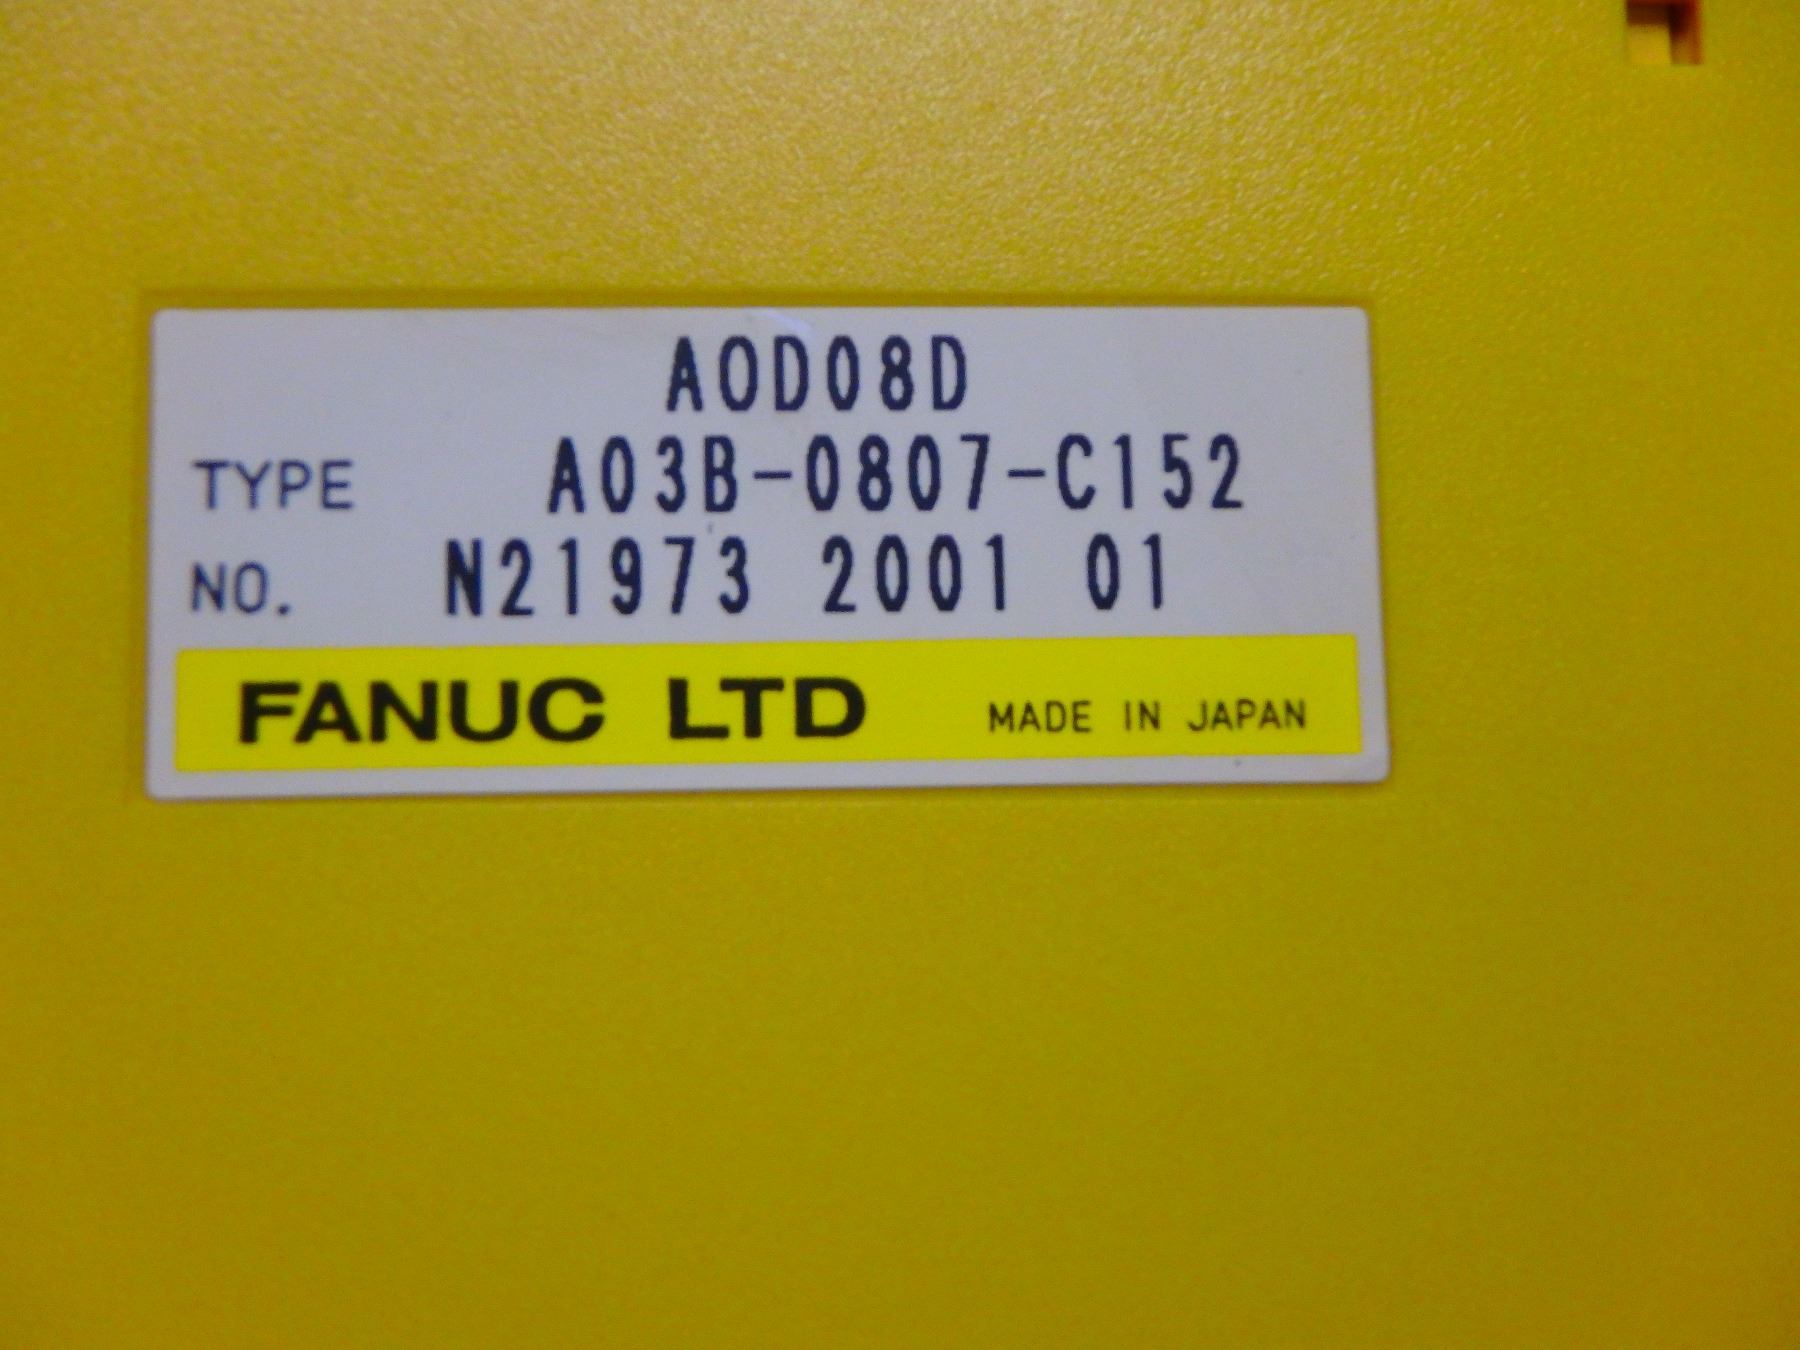 AOD08D
TYPE A03B-0807-C152
NO. N21973 2001 01
FANUC LTD MADE IN JAPAN